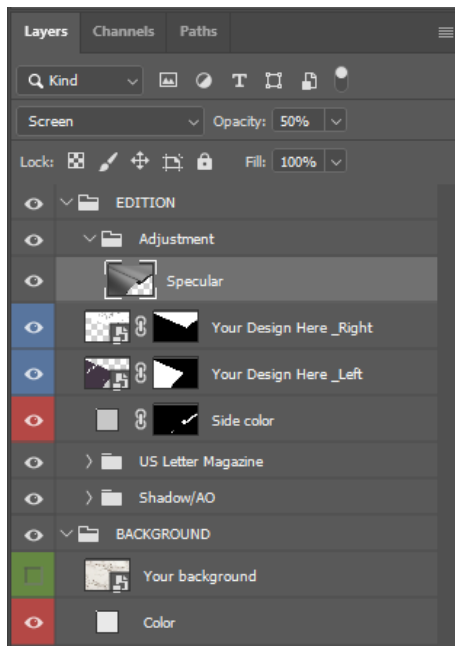 Layers Channels Paths
Kind T
Screen Opacity: 50%
Lock: Fill: 100%
EDITION
Adjustment
Specular
Your Design Here _Right
Your Design Here _Left
Side color
US Letter Magazine
Shadow/AO
BACKGROUND
Your background
Color